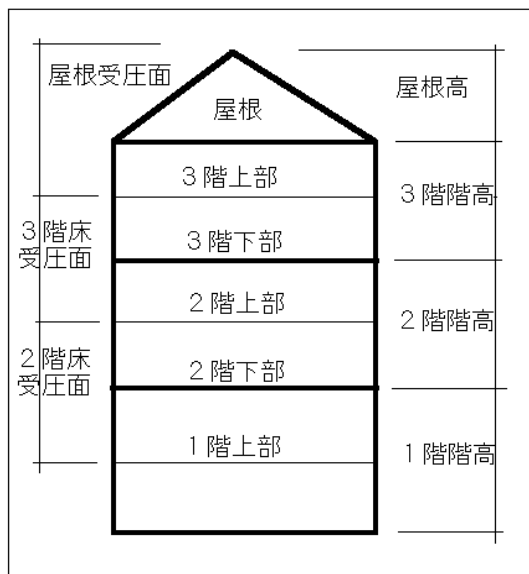 屋根受圧面
屋根高
屋根
3階上部
3階階高
3階床
受圧面
3階下部
2階上部
2階階高
2階床
受圧面
2階下部
1階上部
1階階高